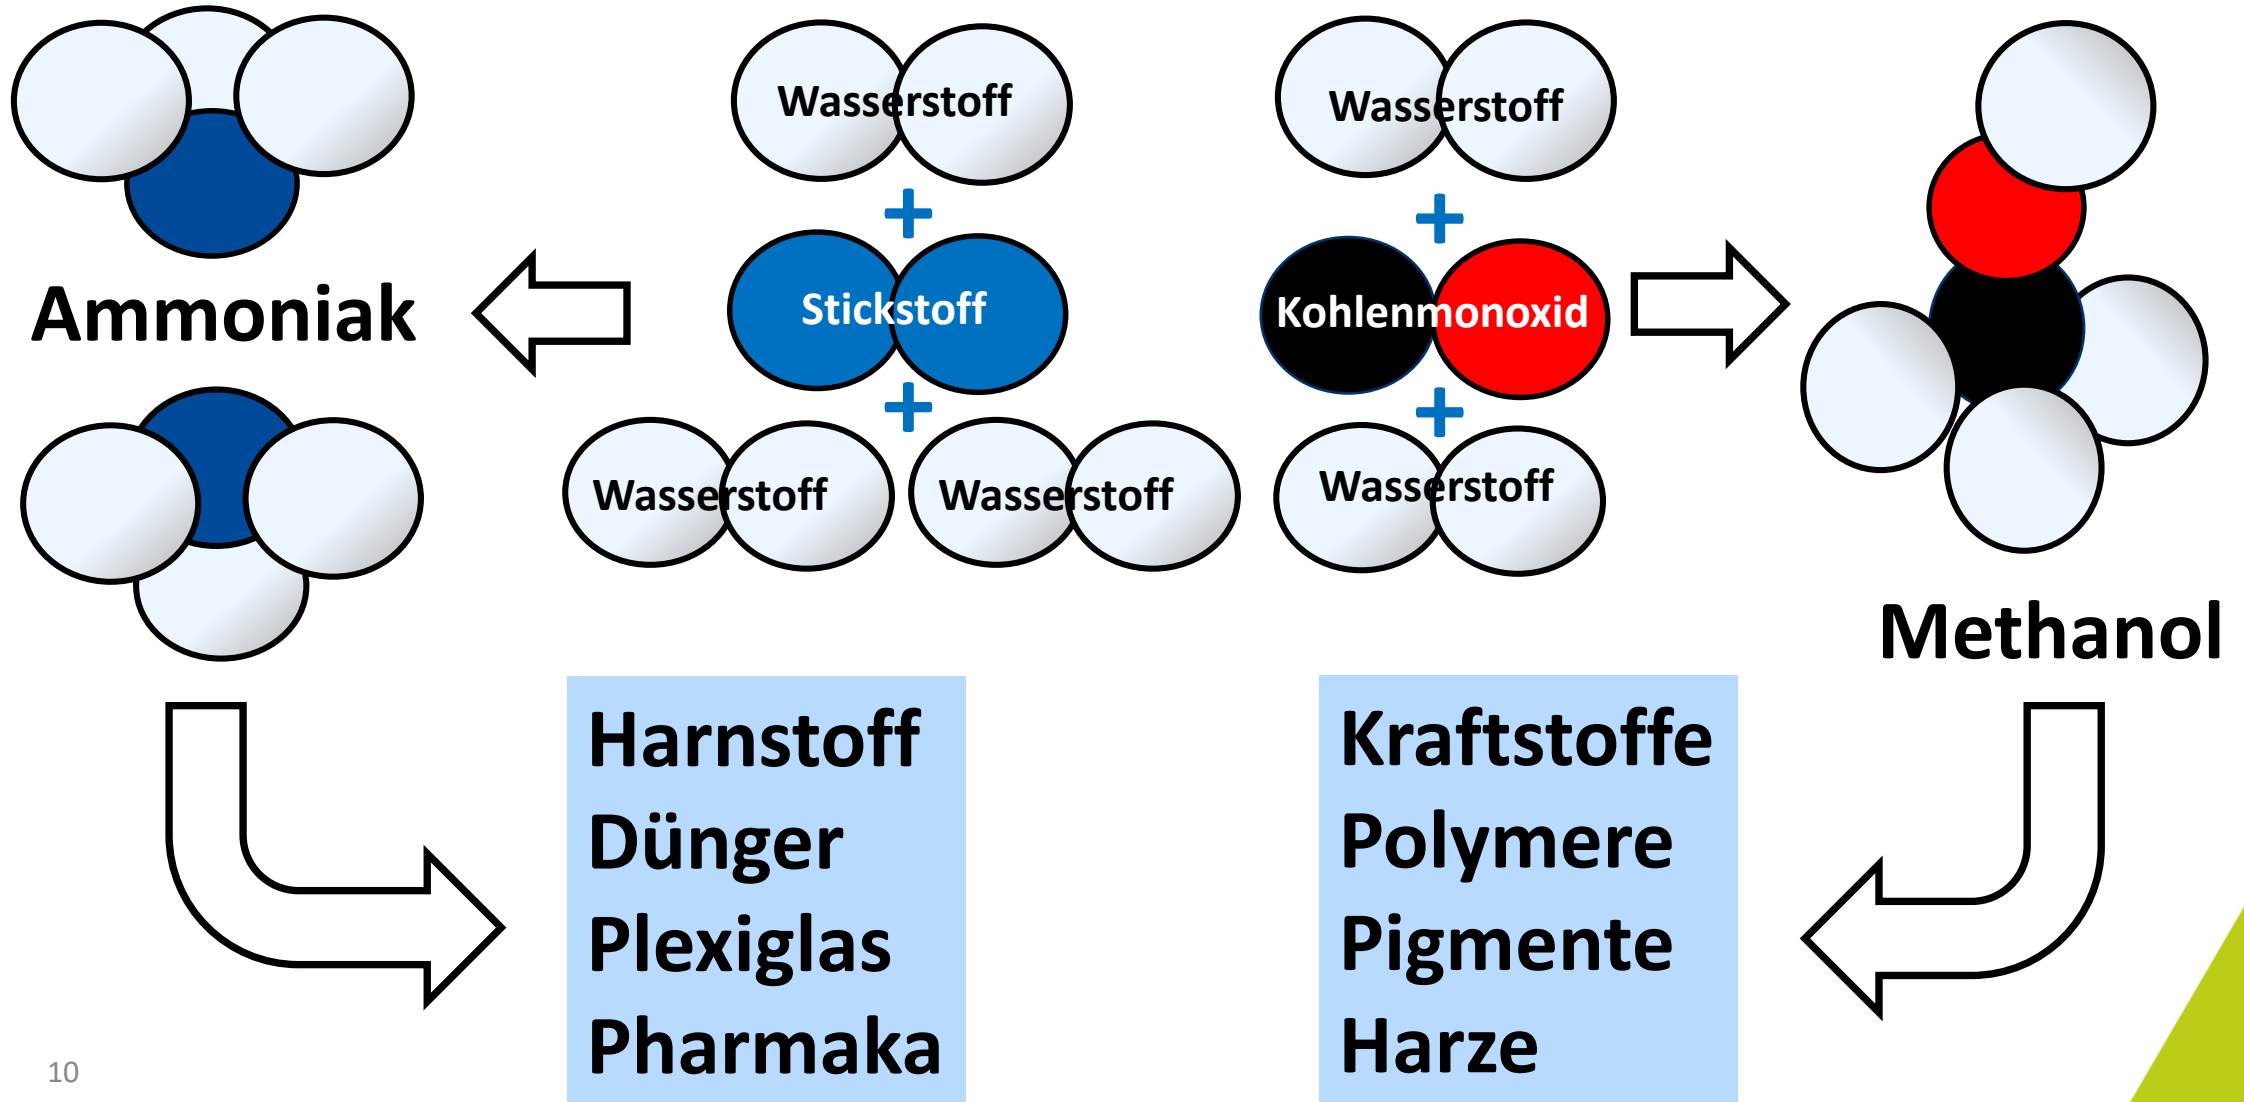 Wasserstoff
Wasserstoff
Stickstoff
Kohlenmonoxid
Ammoniak
Wasserstoff
Wasserstoff
Wasserstoff
Methanol
Harnstoff
Dünger
Plexiglas
Pharmaka
Kraftstoffe
Polymere
Pigmente
Harze
10